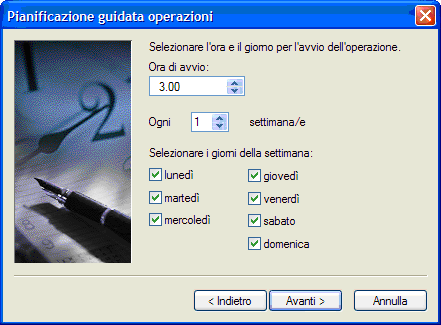 Pianificazione guidata operazioni
Selezionare l'ora e il giorno per l'avvio dell'operazione.
Ora di avvio:
3.00
Ogni 1 settimana/e
Selezionare i giorni della settimana:
lunedì giovedì
martedì venerdì
mercoledì sabato
domenica
< Indietro Avanti > Annulla
12